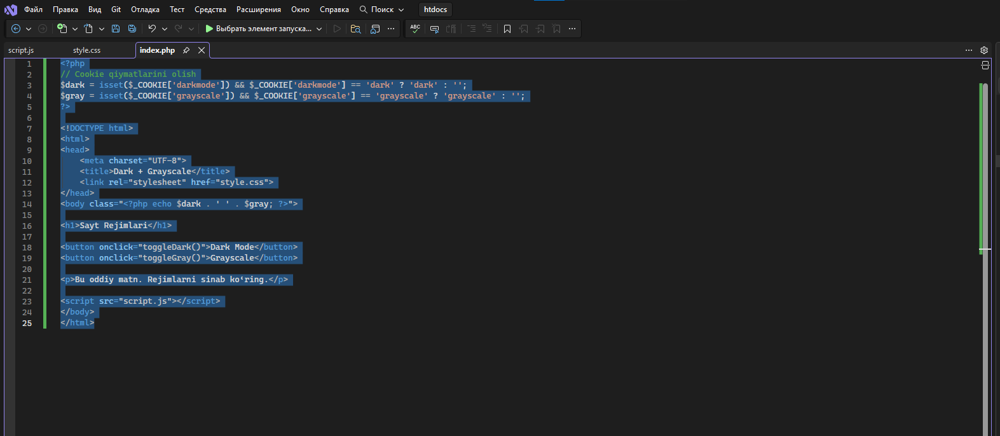 Файл Правка Вид Git Отладка Тест Средства Расширения Окно Справка Поиск htdocs
Выбрать элемент запуска... ABC
script.js style.css index.php
1 <?php
2 // Cookie qiymatlarini olish
3 $dark = isset($_COOKIE['darkmode']) && $_COOKIE['darkmode'] == 'dark' ? 'dark' : '';
4 $gray = isset($_COOKIE['grayscale']) && $_COOKIE['grayscale'] == 'grayscale' ? 'grayscale' : '';
5 ?>
6
7 <!DOCTYPE html>
8 <html>
9 <head>
10     <meta charset="UTF-8">
11     <title>Dark + Grayscale</title>
12     <link rel="stylesheet" href="style.css">
13 </head>
14 <body class="<?php echo $dark . ' ' . $gray; ?>">
15
16 <h1>Sayt Rejimlari</h1>
17
18 <button onclick="toggleDark()">Dark Mode</button>
19 <button onclick="toggleGray()">Grayscale</button>
20
21 <p>Bu oddiy matn. Rejimlarni sinab ko‘ring.</p>
22
23 <script src="script.js"></script>
24 </body>
25 </html>